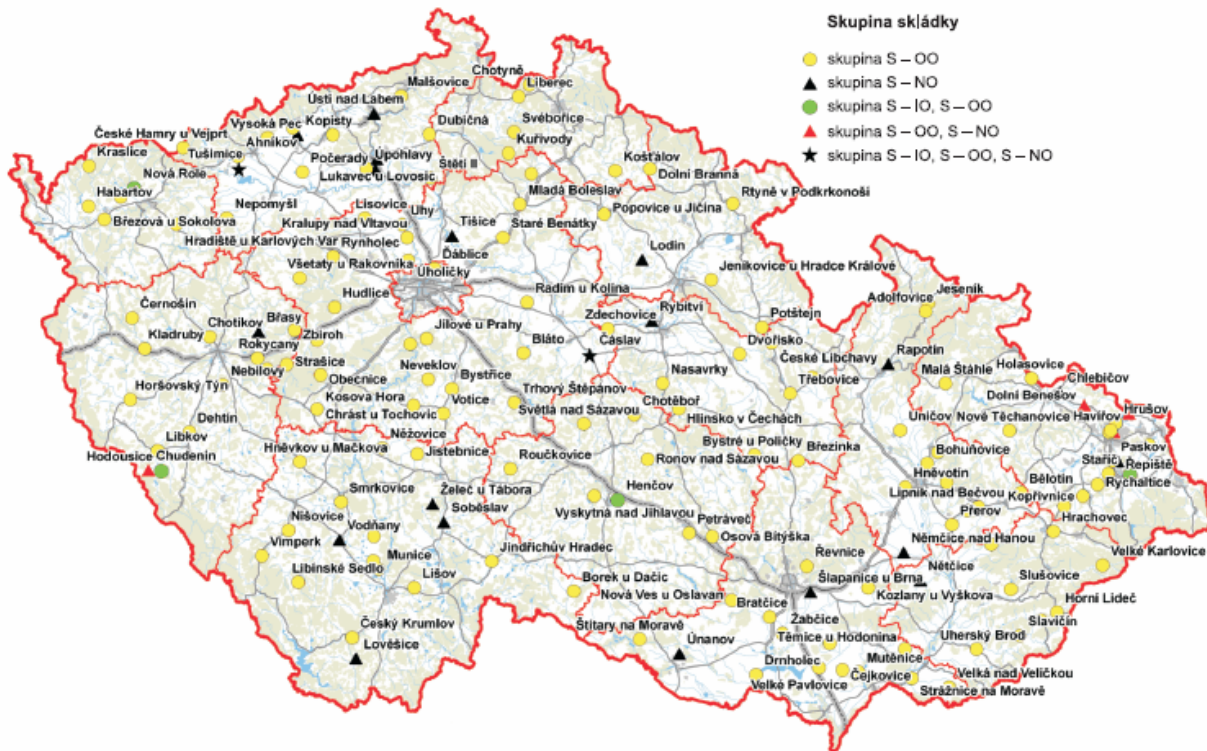 Skupina skládky
skupina S – OO
skupina S – NO
skupina S – IO, S – OO
skupina S – OO, S – NO
skupina S – IO, S – OO, S – NO
Chotyně
Malšovice
Liberec
Ústí nad Labem
Vysoká Pec
Kopisty
Dubičná
Svébořice
České Hamry u Vejprt
Ahníkov
Kuřivody
Kraslice
Tušimice
Počerady
Úpohlavy
Košťálov
Nová Role
Lukavec u Lovosic
Štětí II
Dolní Branná
Habartov
Mladá Boleslav
Rtyně v Podkrkonoší
Nepomyšl
Lisovice
Úhy
Popovice u Jičína
Březová u Sokolova
Kralupy nad Vltavou
Tišice
Staré Benátky
Hradiště u Karlových Var
Rynholec
Lodín
Ďáblice
Všetaty u Rakovníka
Úholičky
Jeníkovice u Hradce Králové
Radim u Kolína
Jeseník
Adolfovice
Černošín
Hudlice
Rybitví
Potštejn
Chotíkov
Břasy
Zdechovice
Kladruby
Zbiroh
Jílové u Prahy
Čáslav
Dvořisko
Rokycany
Bláto
České Libchavy
Rapotín
Nebílovy
Strašice
Neveklov
Nasavrky
Malá Štáhle
Holasovice
Obecnice
Bystřice
Třebovice
Chlebičov
Horšovský Týn
Kosova Hora
Votice
Trhový Štěpánov
Chotěboř
Dolní Benešov
Chrást u Tochovic
Světlá nad Sázavou
Hlinsko v Čechách
Uničov
Nové Těchanovice
Havířov
Hrušov
Dehtín
Něžovice
Libkov
Hněvkov u Mačkova
Jistebnice
Bystré u Poličky
Březinka
Bohuňovice
Paskov
Hodousice
Chudenín
Roučkovice
Ronov nad Sázavou
Staříč
Řepiště
Hněvotín
Bělotín
Rychaltice
Smrkovice
Želeč u Tábora
Henčov
Lipník nad Bečvou
Kopřivnice
Soběslav
Vyskytná nad Jihlavou
Přerov
Hrachovec
Nišovice
Vodňany
Petráveč
Osová Bítýška
Němčice nad Hanou
Vimperk
Munice
Jindřichův Hradec
Řevnice
Velké Karlovice
Libínské Sedlo
Lišov
Borek u Dačic
Šlapanice u Brna
Nětčice
Slušovice
Nová Ves u Oslavan
Bratčice
Kozlany u Vyškova
Horní Lideč
Český Krumlov
Štítary na Moravě
Žabčice
Slavičín
Lověšice
Únanov
Těmice u Hodonína
Uherský Brod
Drnholec
Mutěnice
Velké Pavlovice
Čejkovice
Velká nad Veličkou
Strážnice na Moravě